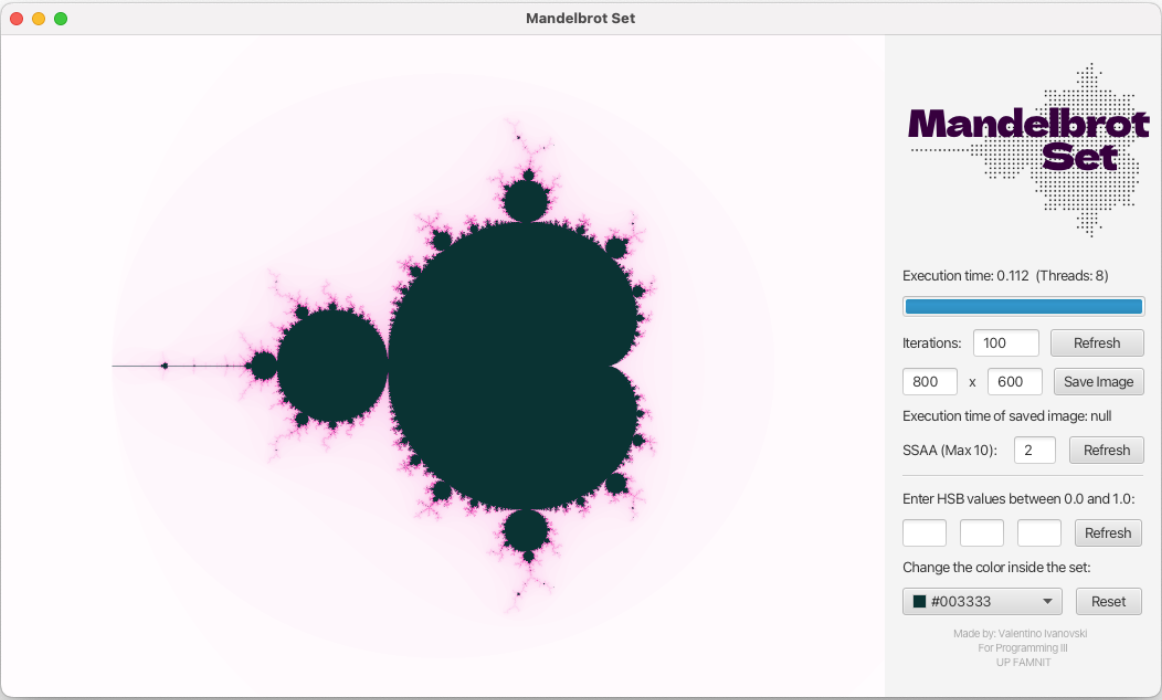 Mandelbrot Set
Mandelbrot
Set
Execution time: 0.112 (Threads: 8)
Iterations: 100 Refresh
800 x 600 Save Image
Execution time of saved image: null
SSAA (Max 10): 2 Refresh
Enter HSB values between 0.0 and 1.0:
Refresh
Change the color inside the set:
#003333 Reset
Made by: Valentino Ivanovski
For Programming III
UP FAMNIT